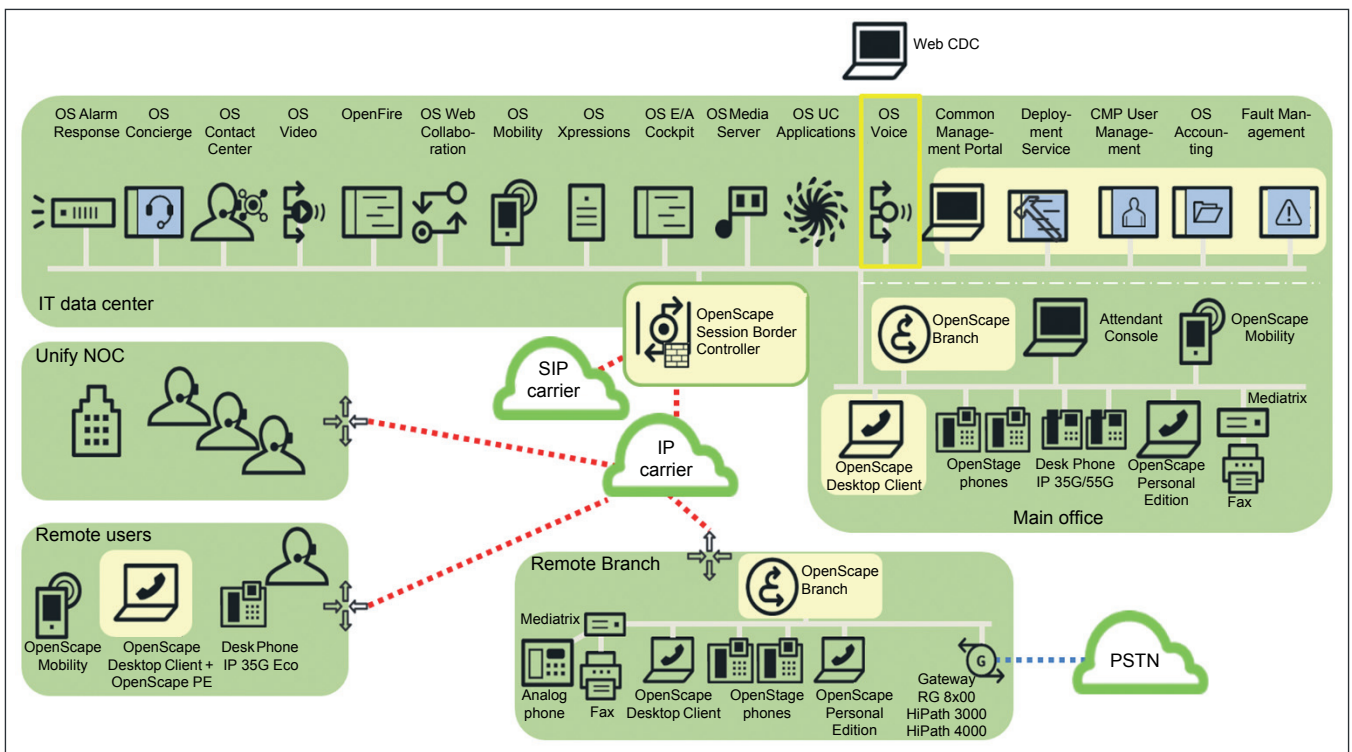 Web CDC
OS Alarm
Response
OS
Concierge
OS
Contact
Center
OS
Video
OpenFire
OS Web
Collabo-
ration
OS
Mobility
OS
Xpressions
OS E/A
Cockpit
OS Media
Server
OS UC
Applications
OS
Voice
Common
Manage-
ment Portal
Deploy-
ment
Service
CMP User
Manage-
ment
OS
Accoun-
ting
Fault Man-
agement
IT data center
OpenScape
Session Border
Controller
OpenScape
Branch
Attendant
Console
OpenScape
Mobility
Unify NOC
SIP
carrier
IP
carrier
Mediatrix
OpenScape
Desktop Client
OpenStage
phones
Desk Phone
IP 35G/55G
OpenScape
Personal
Edition
Fax
Main office
Remote users
OpenScape
Mobility
OpenScape
Desktop Client +
OpenScape PE
Desk Phone
IP 35G Eco
Remote Branch
OpenScape
Branch
Mediatrix
Analog
phone
Fax
OpenScape
Desktop Client
OpenStage
phones
OpenScape
Personal
Edition
G
Gateway
RG 8x00
HiPath 3000
HiPath 4000
PSTN